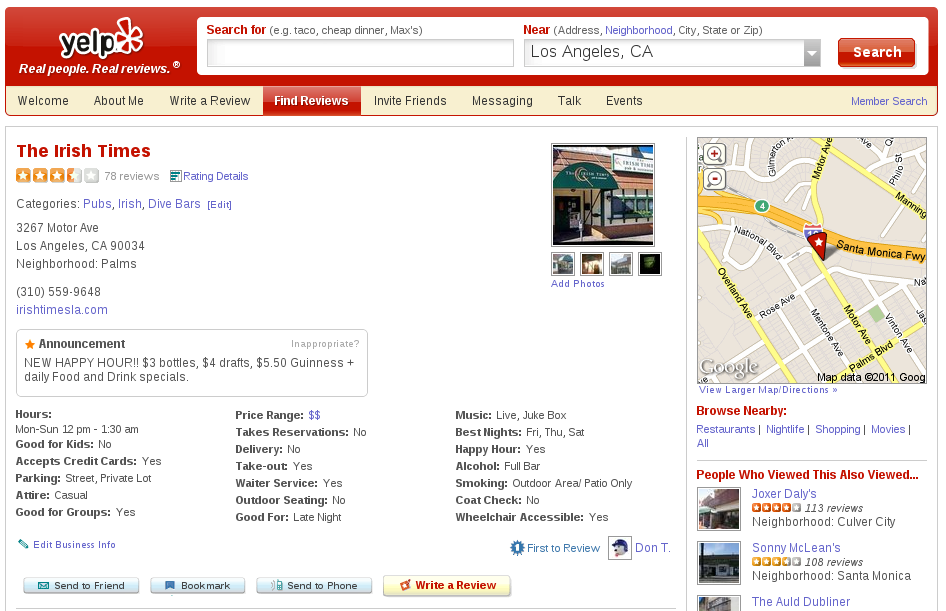 yelp
Real people. Real reviews. ®
Search for (e.g. taco, cheap dinner, Max's)
Near (Address, Neighborhood, City, State or Zip)
Los Angeles, CA
Search
Welcome
About Me
Write a Review
Find Reviews
Invite Friends
Messaging
Talk
Events
Member Search
The Irish Times
78 reviews
Rating Details
Categories: Pubs, Irish, Dive Bars [Edit]
3267 Motor Ave
Los Angeles, CA 90034
Neighborhood: Palms
(310) 559-9648
irishtimesla.com
Add Photos
Announcement
Inappropriate?
NEW HAPPY HOUR!! $3 bottles, $4 drafts, $5.50 Guinness +
daily Food and Drink specials.
Hours:
Mon-Sun 12 pm - 1:30 am
Good for Kids: No
Accepts Credit Cards: Yes
Parking: Street, Private Lot
Attire: Casual
Good for Groups: Yes
Price Range: $$
Takes Reservations: No
Delivery: No
Take-out: Yes
Waiter Service: Yes
Outdoor Seating: No
Good For: Late Night
Music: Live, Juke Box
Best Nights: Fri, Thu, Sat
Happy Hour: Yes
Alcohol: Full Bar
Smoking: Outdoor Area/ Patio Only
Coat Check: No
Wheelchair Accessible: Yes
Edit Business Info
First to Review
Don T.
Send to Friend
Bookmark
Send to Phone
Write a Review
Motor Ave
Philo St
Manning
4
National Blvd
Santa Monica Fwy
Overland Ave
Rose Ave
Mentone Ave
Motor Ave
Vinton Ave
Palms Blvd
Google
Map data ©2011 Goog
View Larger Map/Directions »
Browse Nearby:
Restaurants | Nightlife | Shopping | Movies |
All
People Who Viewed This Also Viewed...
Joxer Daly's
113 reviews
Neighborhood: Culver City
Sonny McLean's
108 reviews
Neighborhood: Santa Monica
The Auld Dubliner